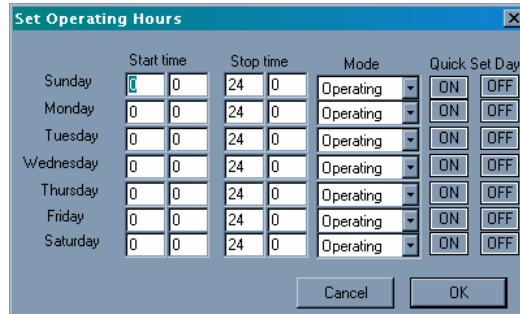 Set Operating Hours
Start time Stop time Mode Quick Set Day
Sunday 0 0 24 0 Operating ON OFF
Monday 0 0 24 0 Operating ON OFF
Tuesday 0 0 24 0 Operating ON OFF
Wednesday 0 0 24 0 Operating ON OFF
Thursday 0 0 24 0 Operating ON OFF
Friday 0 0 24 0 Operating ON OFF
Saturday 0 0 24 0 Operating ON OFF
Cancel OK